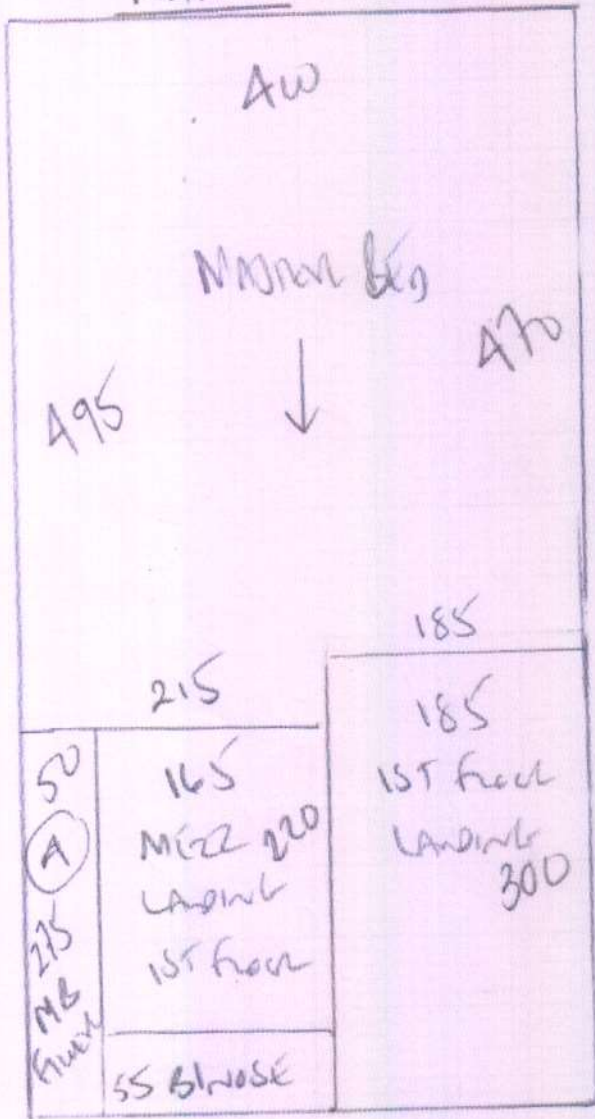 400
MASTER BED
495
470
185
215
50
A
275
MB
165
MEZZ 220
LANDING
1ST FLOOR
55 BINOSE
185
1ST FLOOR
LANDING
300